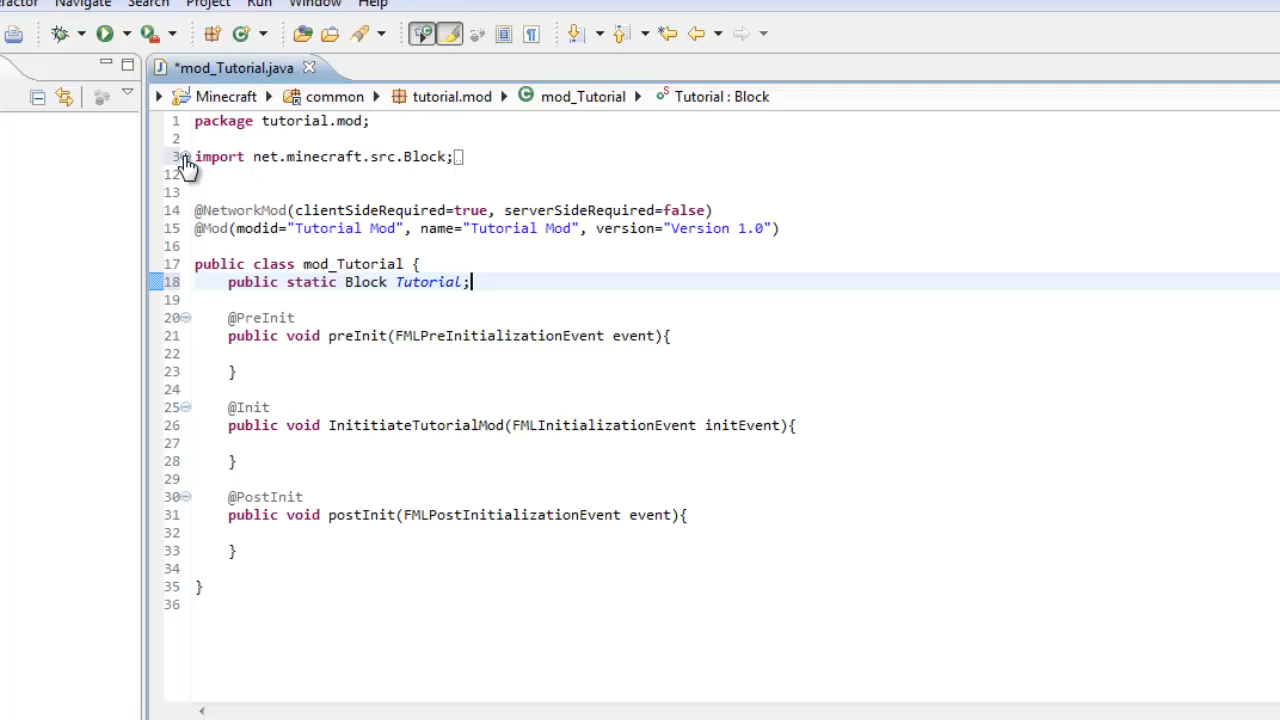 Navigate Search Project Run Window Help
*mod_Tutorial.java
Minecraft common tutorial.mod mod_Tutorial Tutorial : Block
1 package tutorial.mod;
2
3 import net.minecraft.src.Block;
12
13
14 @NetworkMod(clientSideRequired=true, serverSideRequired=false)
15 @Mod(modid="Tutorial Mod", name="Tutorial Mod", version="Version 1.0")
16
17 public class mod_Tutorial {
18 public static Block Tutorial;
19
20 @PreInit
21 public void preInit(FMLPreInitializationEvent event){
22
23 }
24
25 @Init
26 public void InititiateTutorialMod(FMLInitializationEvent initEvent){
27
28 }
29
30 @PostInit
31 public void postInit(FMLPostInitializationEvent event){
32
33 }
34
35 }
36